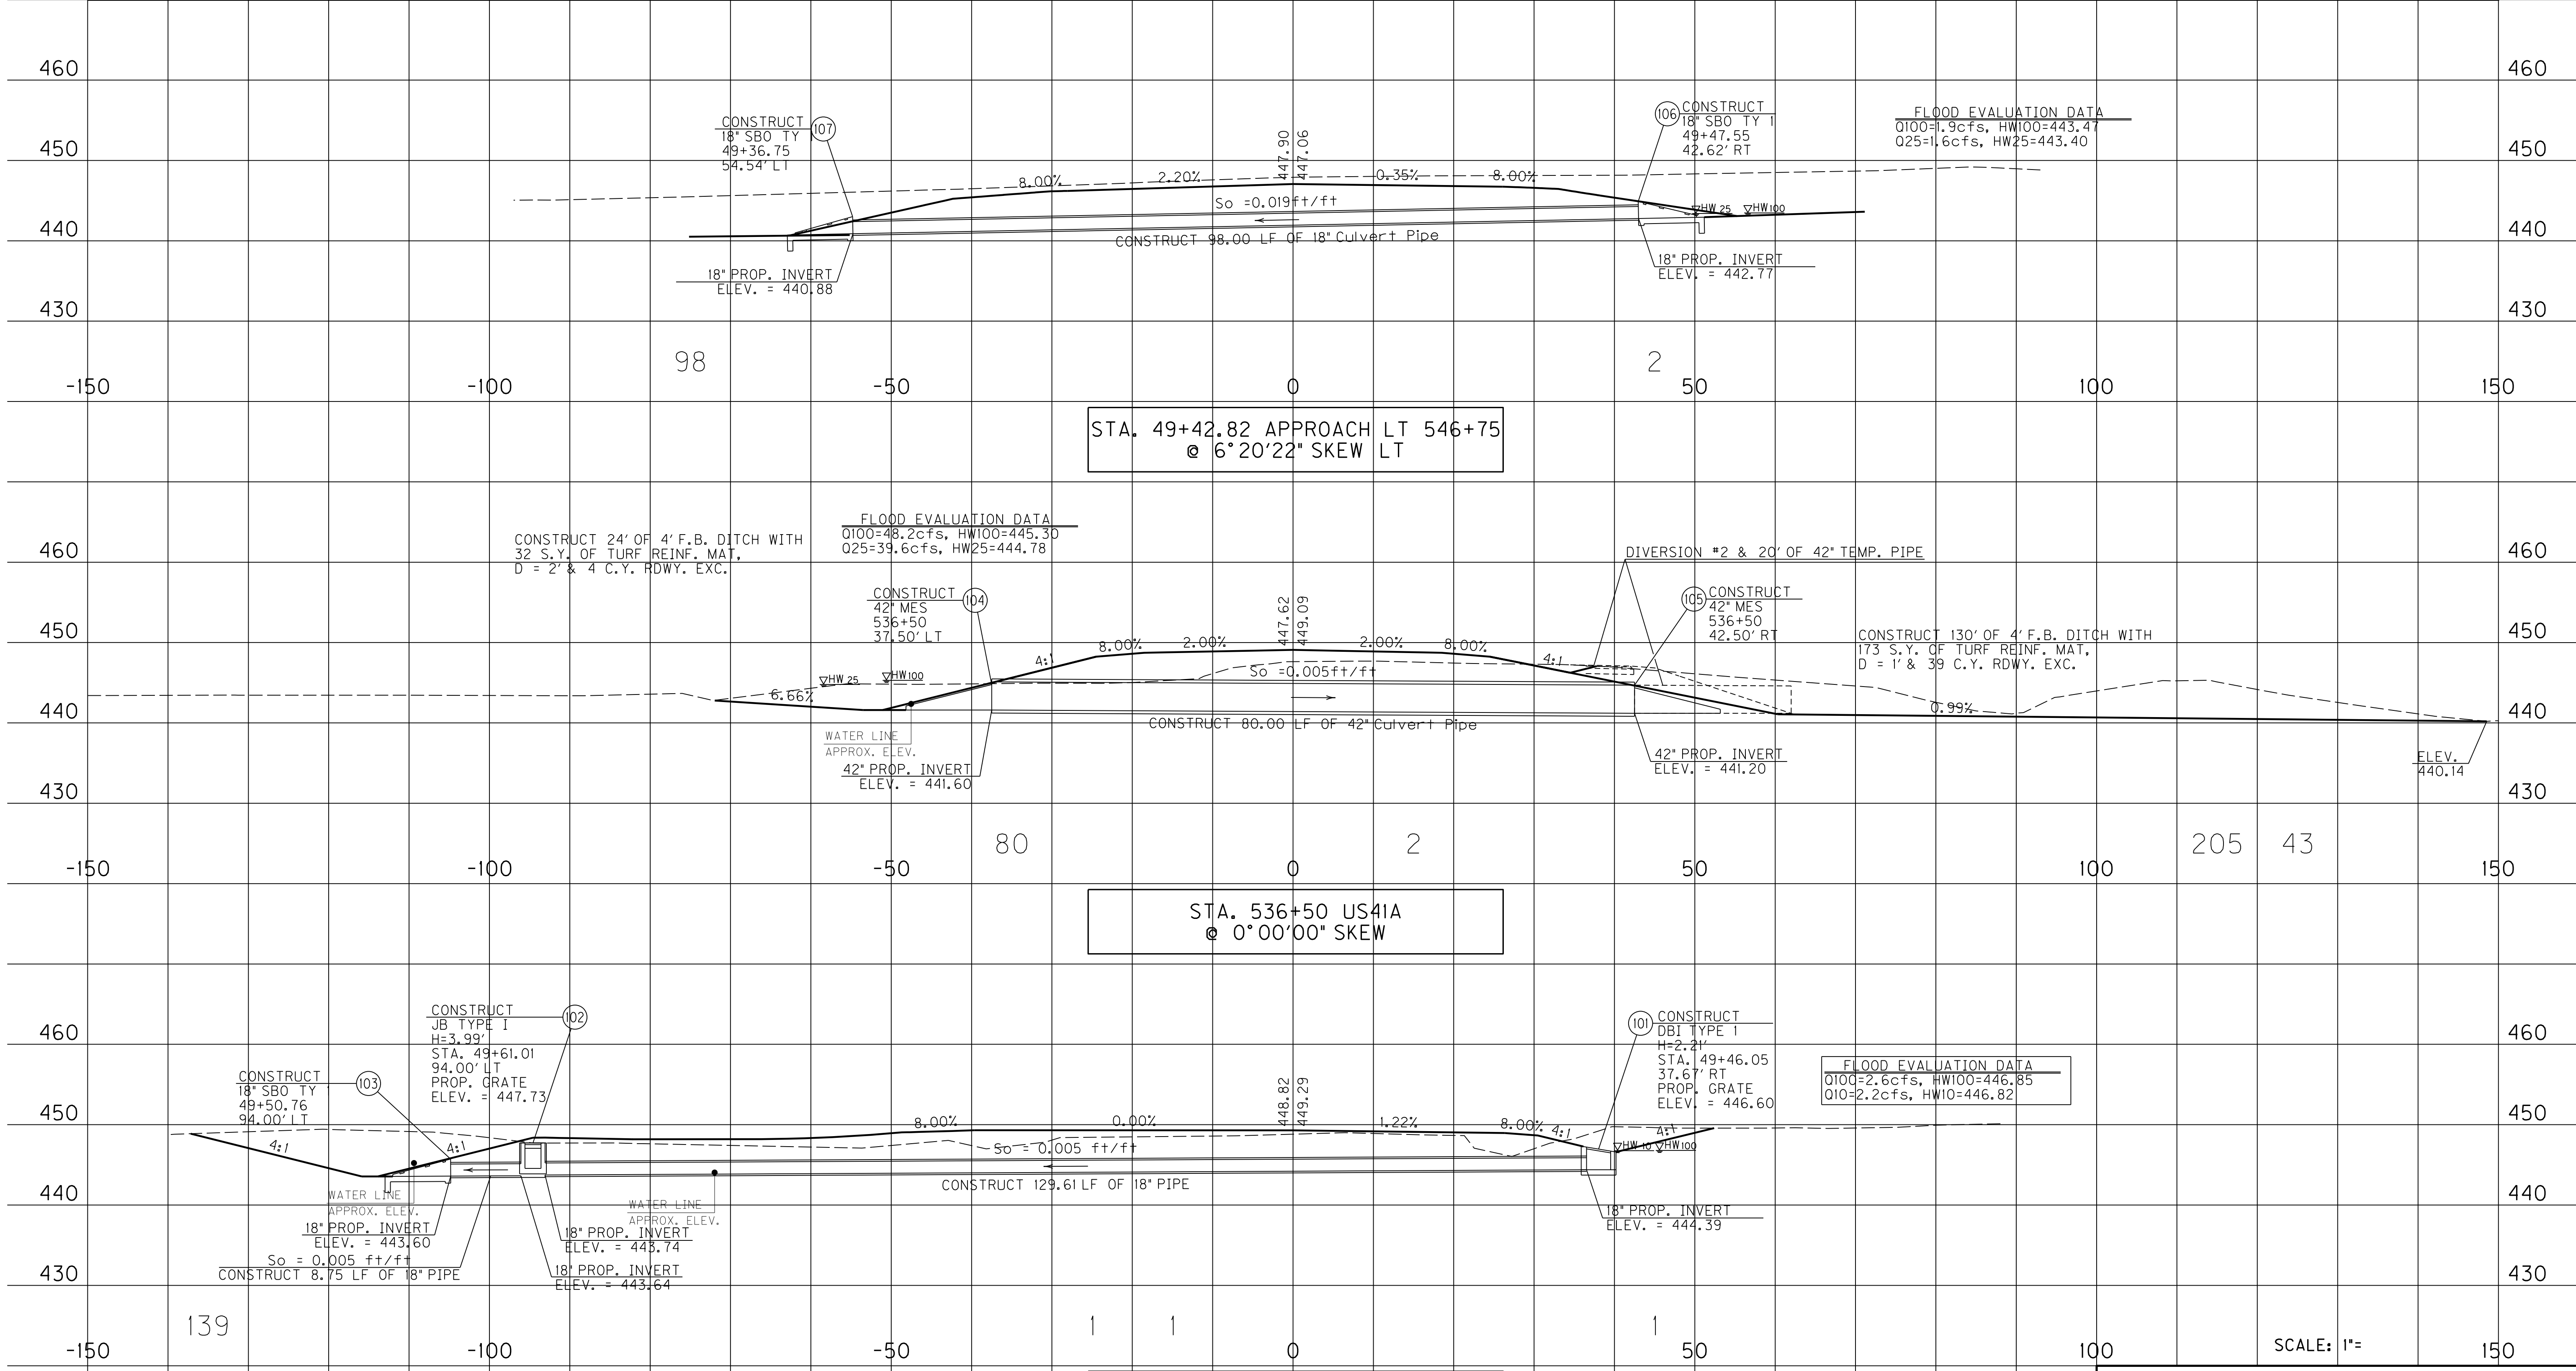 460
460
CONSTRUCT
18" SBO TY
49+36.75
54.54' LT
107
106
CONSTRUCT
18" SBO TY 1
49+47.55
42.62' RT
FLOOD EVALUATION DATA
Q100=1.9cfs, HW100=443.47
Q25=1.6cfs, HW25=443.40
450
447.90
447.06
450
8.00%
2.20%
0.35%
8.00%
So =0.019ft/ft
HW 25
HW100
440
CONSTRUCT 98.00 LF OF 18" Culvert Pipe
440
18" PROP. INVERT
ELEV. = 440.88
18" PROP. INVERT
ELEV. = 442.77
430
430
98
2
-150
-100
-50
0
50
100
150
STA. 49+42.82 APPROACH LT 546+75
@ 6°20'22" SKEW LT
FLOOD EVALUATION DATA
Q100=48.2cfs, HW100=445.30
Q25=39.6cfs, HW25=444.78
CONSTRUCT 24' OF 4' F.B. DITCH WITH
32 S.Y. OF TURF REINF. MAT,
D = 2' & 4 C.Y. RDWY. EXC.
460
460
DIVERSION #2 & 20' OF 42" TEMP. PIPE
CONSTRUCT
42" MES
536+50
37.50' LT
104
105
CONSTRUCT
42" MES
536+50
42.50' RT
450
447.62
449.09
450
CONSTRUCT 130' OF 4' F.B. DITCH WITH
173 S.Y. OF TURF REINF. MAT,
D = 1' & 39 C.Y. RDWY. EXC.
4:1
8.00%
2.00%
2.00%
8.00%
4:1
So =0.005ft/ft
HW 25
HW100
6.66%
0.99%
440
440
CONSTRUCT 80.00 LF OF 42" Culvert Pipe
WATER LINE
APPROX. ELEV.
42" PROP. INVERT
ELEV. = 441.60
42" PROP. INVERT
ELEV. = 441.20
ELEV.
440.14
430
430
80
2
205
43
-150
-100
-50
0
50
100
150
STA. 536+50 US41A
@ 0°00'00" SKEW
460
460
CONSTRUCT
JB TYPE I
H=3.99'
STA. 49+61.01
94.00' LT
PROP. GRATE
ELEV. = 447.73
102
101
CONSTRUCT
DBI TYPE 1
H=2.21'
STA. 49+46.05
37.67' RT
PROP. GRATE
ELEV. = 446.60
FLOOD EVALUATION DATA
Q100=2.6cfs, HW100=446.85
Q10=2.2cfs, HW10=446.82
CONSTRUCT
18" SBO TY 1
49+50.76
94.00' LT
103
450
448.82
449.29
450
4:1
4:1
8.00%
0.00%
1.22%
8.00%
4:1
4:1
So = 0.005 ft/ft
HW 10
HW100
CONSTRUCT 129.61 LF OF 18" PIPE
440
440
WATER LINE
APPROX. ELEV.
WATER LINE
APPROX. ELEV.
18" PROP. INVERT
ELEV. = 443.60
18" PROP. INVERT
ELEV. = 443.74
18" PROP. INVERT
ELEV. = 444.39
So = 0.005 ft/ft
CONSTRUCT 8.75 LF OF 18" PIPE
18" PROP. INVERT
ELEV. = 443.64
430
430
139
1
1
1
-150
-100
-50
0
50
100
150
SCALE: 1"=